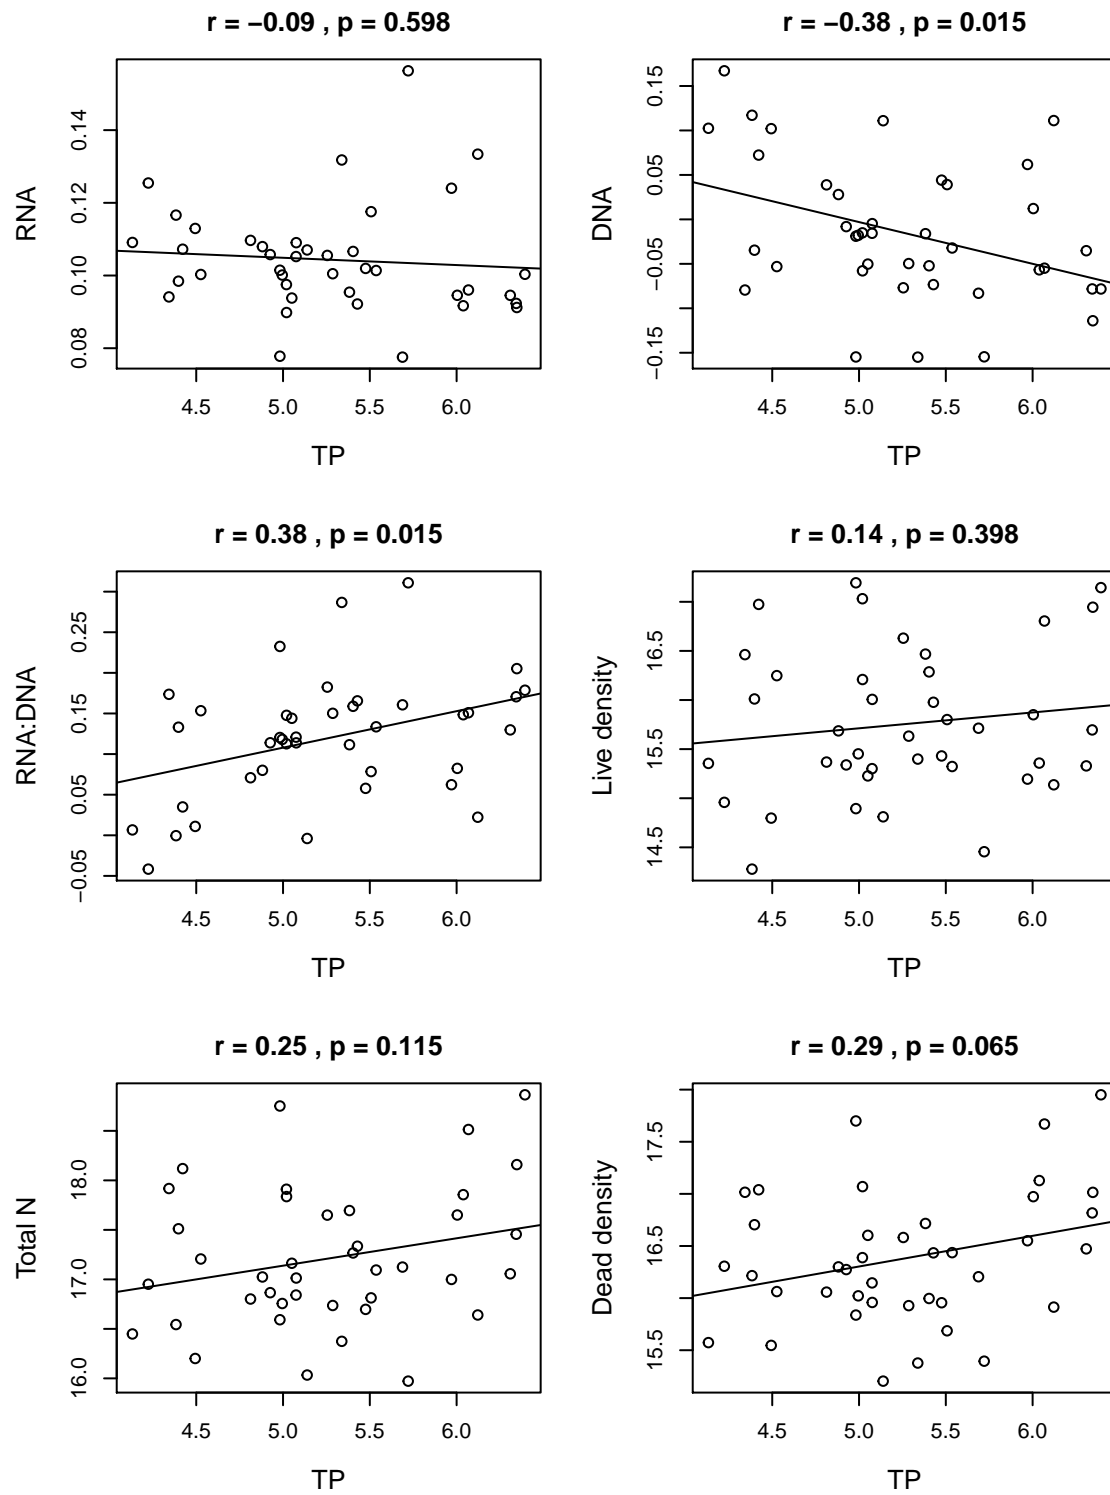 r = −0.09 , p = 0.598
RNA
0.14
0.12
0.10
0.08
4.5 5.0 5.5 6.0
TP
r = −0.38 , p = 0.015
DNA
0.15
0.05
−0.05
−0.15
4.5 5.0 5.5 6.0
TP
r = 0.38 , p = 0.015
RNA:DNA
0.25
0.15
0.05
−0.05
4.5 5.0 5.5 6.0
TP
r = 0.14 , p = 0.398
Live density
16.5
15.5
14.5
4.5 5.0 5.5 6.0
TP
r = 0.25 , p = 0.115
Total N
18.0
17.0
16.0
4.5 5.0 5.5 6.0
TP
r = 0.29 , p = 0.065
Dead density
17.5
16.5
15.5
4.5 5.0 5.5 6.0
TP